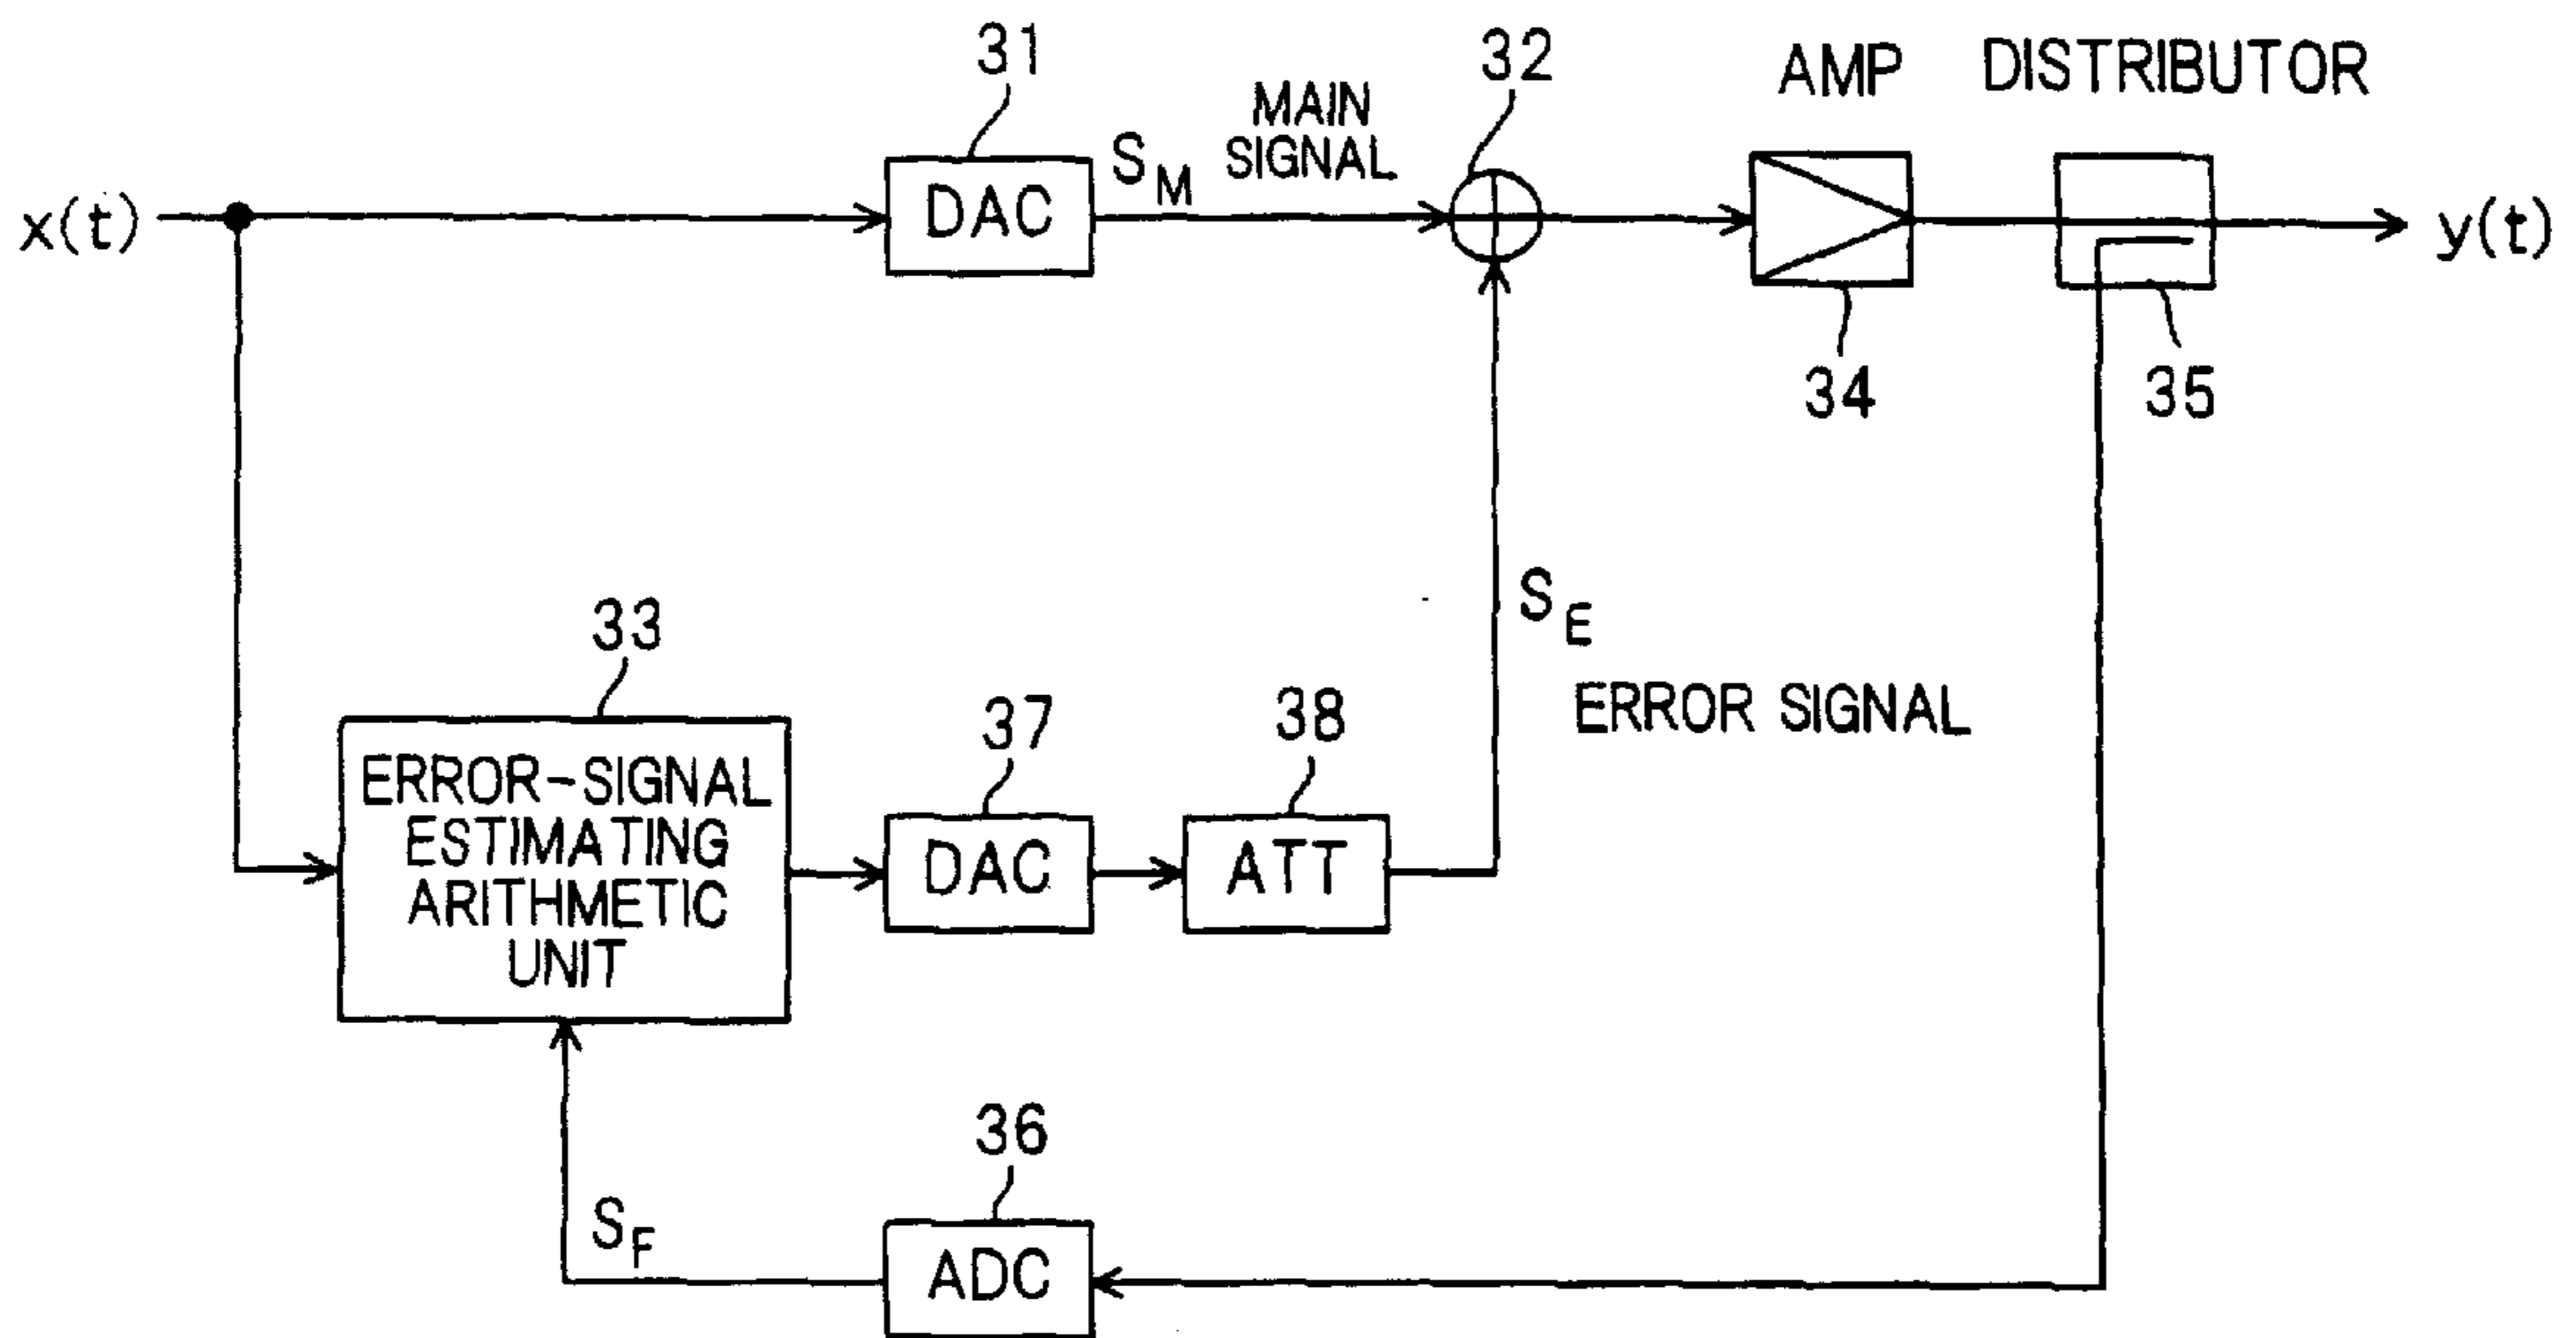 31
32
AMP
DISTRIBUTOR
MAIN
SIGNAL
S_M
x(t)
DAC
y(t)
34
35
S_E
ERROR SIGNAL
33
37
38
ERROR-SIGNAL
ESTIMATING
ARITHMETIC
UNIT
DAC
ATT
36
S_F
ADC